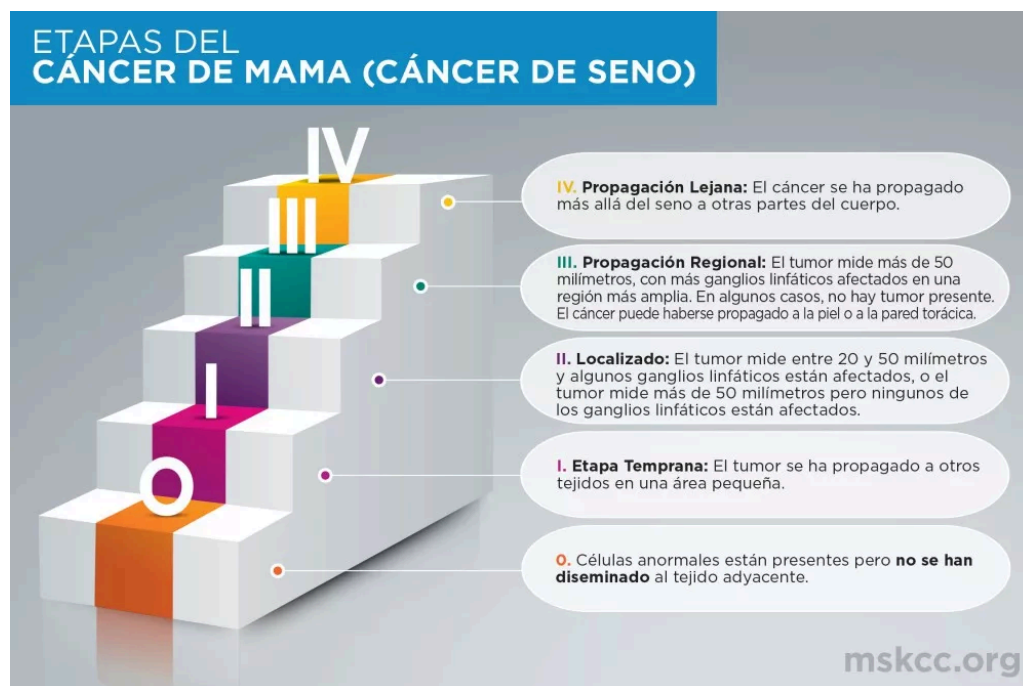 ETAPAS DEL
CÁNCER DE MAMA (CÁNCER DE SENO)
IV
III
II
I
0
IV. Propagación Lejana: El cáncer se ha propagado
más allá del seno a otras partes del cuerpo.
III. Propagación Regional: El tumor mide más de 50
milímetros, con más ganglios linfáticos afectados en una
región más amplia. En algunos casos, no hay tumor presente.
El cáncer puede haberse propagado a la piel o a la pared torácica.
II. Localizado: El tumor mide entre 20 y 50 milímetros
y algunos ganglios linfáticos están afectados, o el
tumor mide más de 50 milímetros pero ningunos de
los ganglios linfáticos están afectados.
I. Etapa Temprana: El tumor se ha propagado a otros
tejidos en una área pequeña.
0. Células anormales están presentes pero no se han
diseminado al tejido adyacente.
mskcc.org